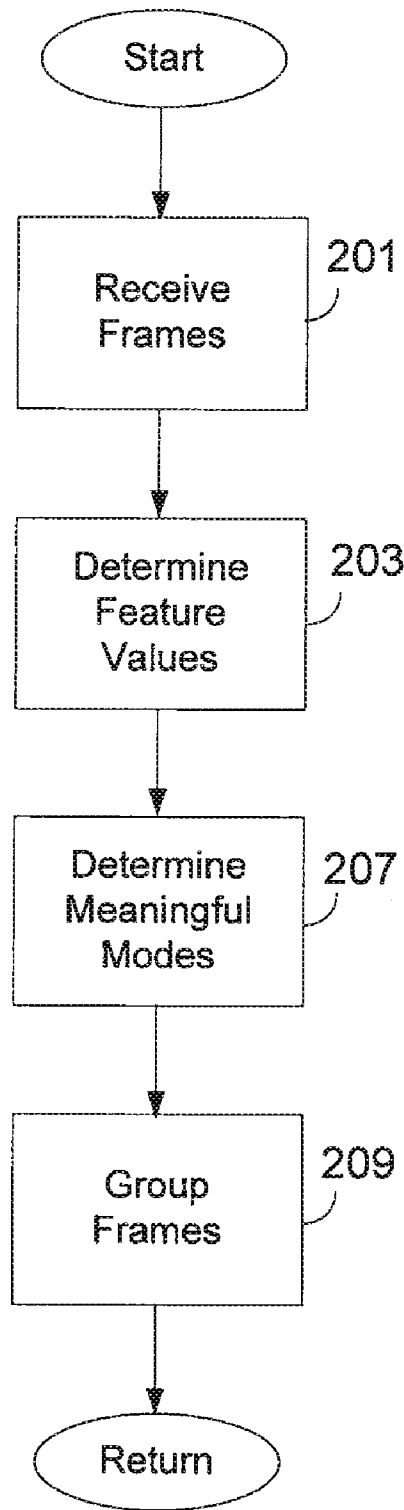 Start
Receive
Frames
201
Determine
Feature
Values
203
Determine
Meaningful
Modes
207
Group
Frames
209
Return